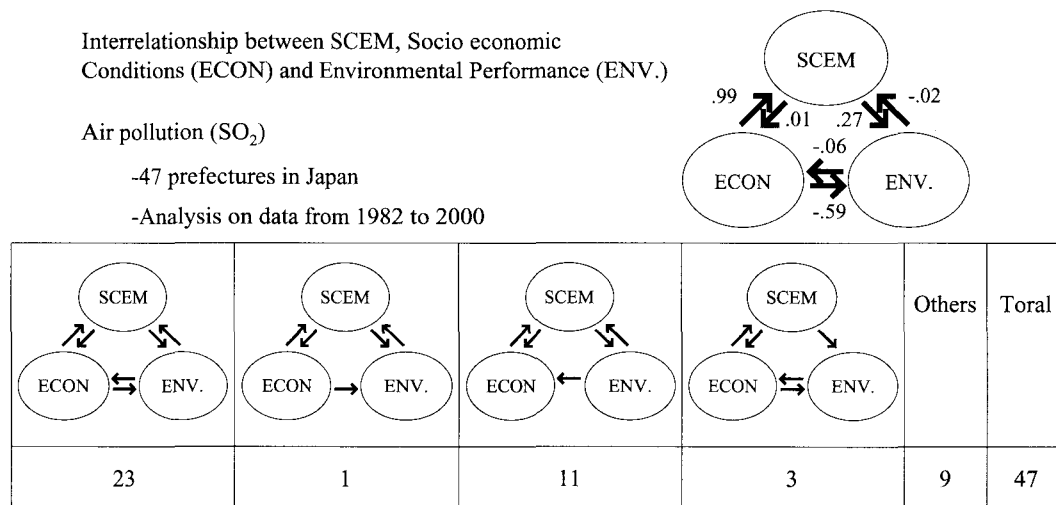 Interrelationship between SCEM, Socio economic
Conditions (ECON) and Environmental Performance (ENV.)
Air pollution (SO₂)
-47 prefectures in Japan
-Analysis on data from 1982 to 2000
SCEM
.99
-.02
.01
.27
-.06
ECON
ENV.
-.59
SCEM
ECON
ENV.
SCEM
ECON
ENV.
SCEM
ECON
ENV.
SCEM
ECON
ENV.
Others
Toral
23
1
11
3
9
47